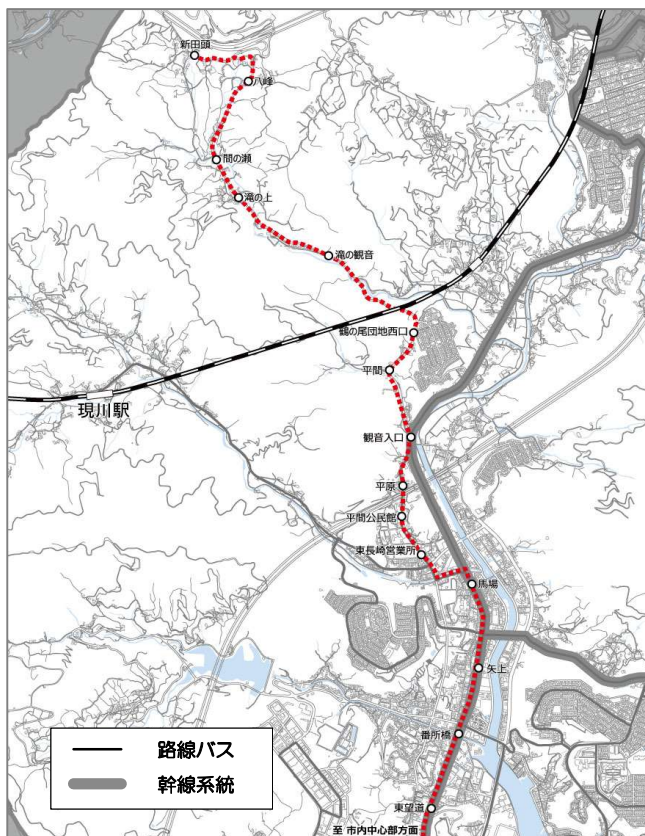 新田頭
八峰
間の瀬
滝の上
滝の観音
鶴の尾団地西口
平間
現川駅
観音入口
平原
平間公民館
東長崎営業所
馬場
矢上
番所橋
東望道
至 市内中心部方面
路線バス
幹線系統